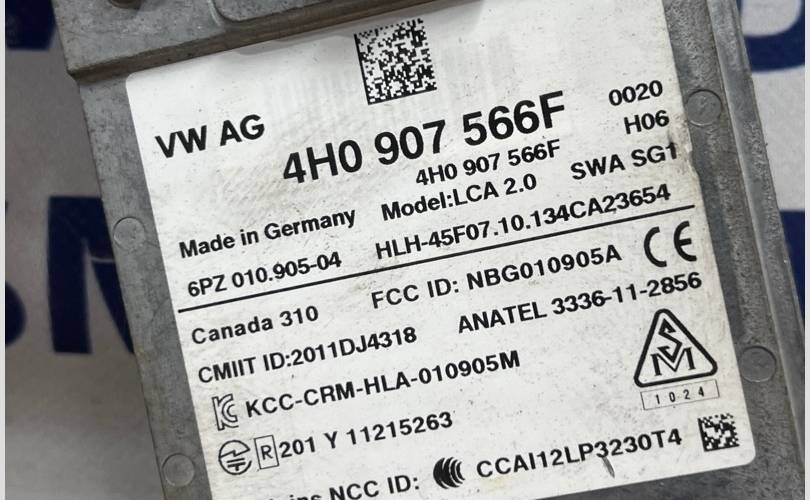 VW AG
4H0 907 566F
0020
4H0 907 566F
H06
Made in Germany
Model:LCA 2.0
SWA SG1
6PZ 010.905-04
HLH-45F07.10.134CA23654
Canada 310
FCC ID: NBG010905A
CE
CMIIT ID:2011DJ4318
ANATEL 3336-11-2856
KCC-CRM-HLA-010905M
SM
1024
R 201 Y 11215263
NCC ID:
CCAI12LP3230T4